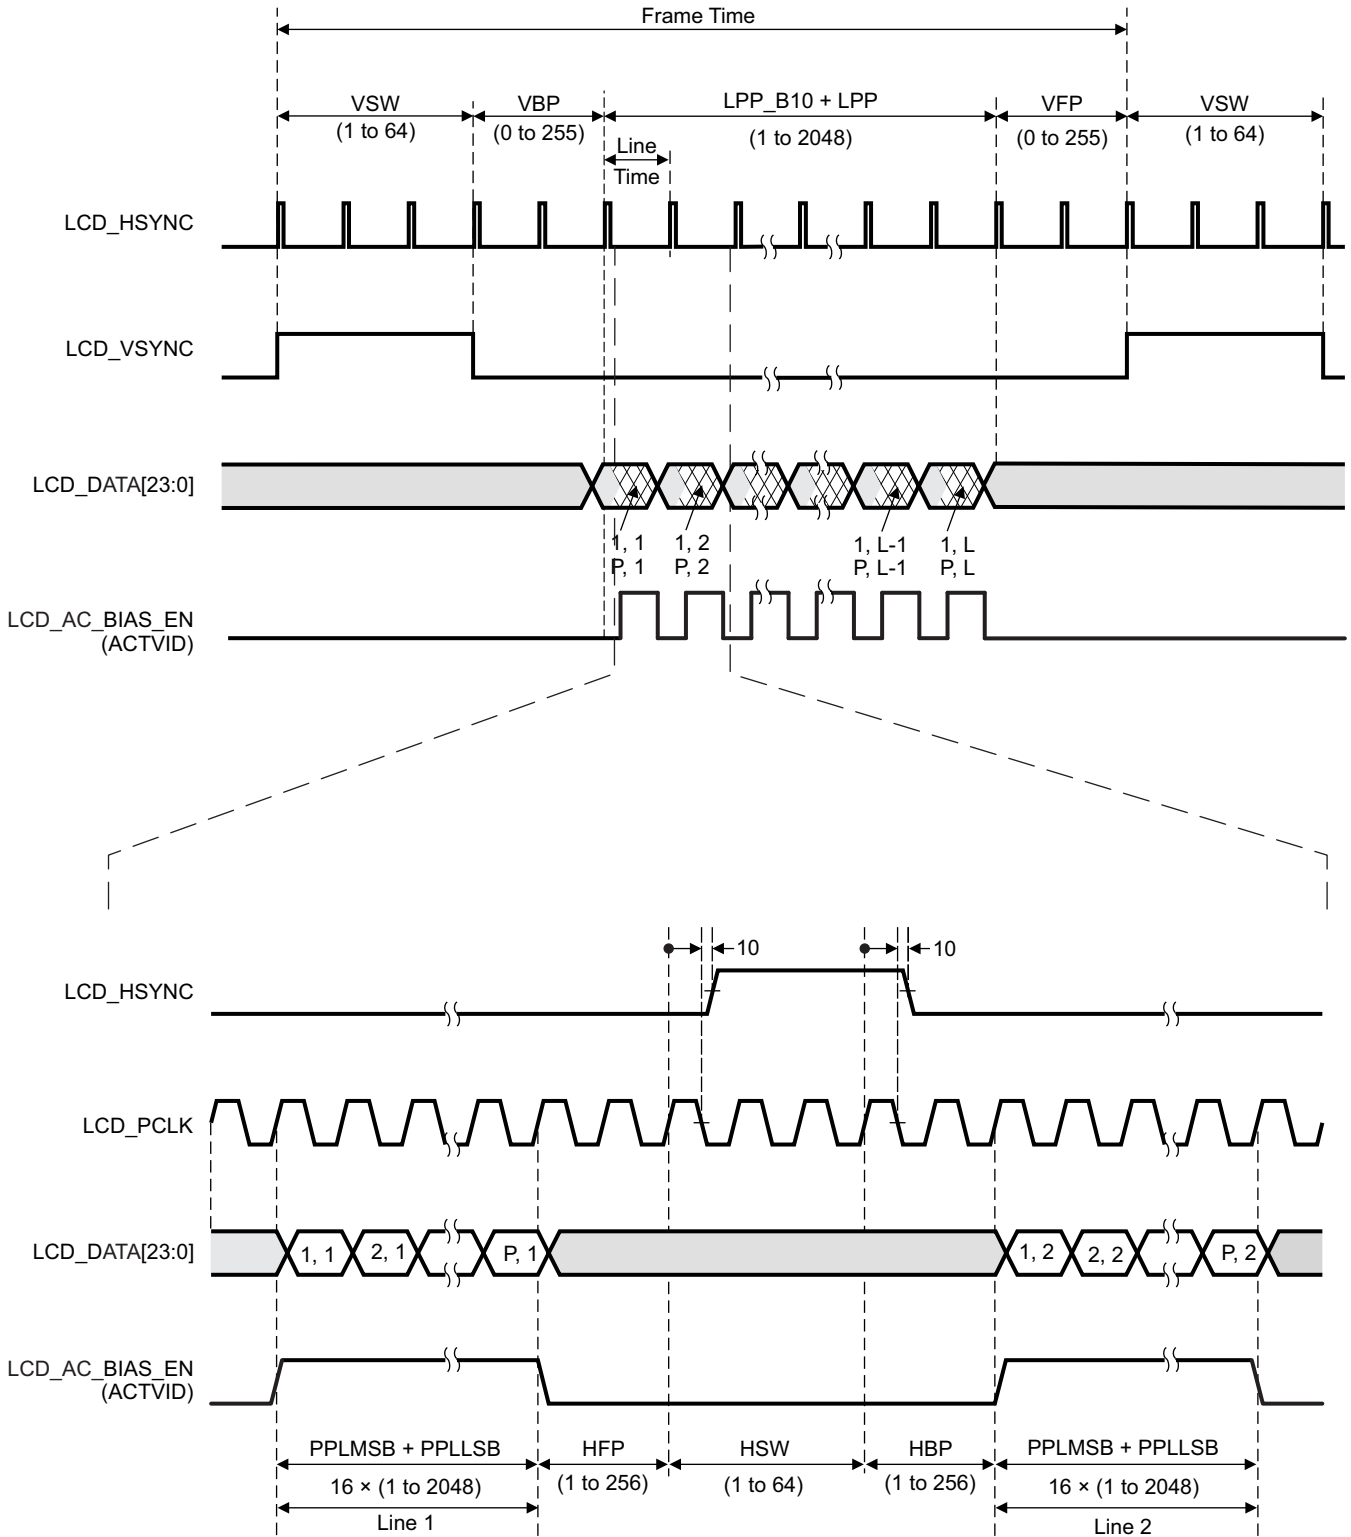 Frame Time
VSW
(1 to 64)
VBP
(0 to 255)
LPP_B10 + LPP
(1 to 2048)
VFP
(0 to 255)
VSW
(1 to 64)
Line
Time
LCD_HSYNC
LCD_VSYNC
LCD_DATA[23:0]
1, 1
P, 1
1, 2
P, 2
1, L-1
P, L-1
1, L
P, L
LCD_AC_BIAS_EN
(ACTVID)
10
10
LCD_HSYNC
LCD_PCLK
LCD_DATA[23:0]
1, 1
2, 1
P, 1
1, 2
2, 2
P, 2
LCD_AC_BIAS_EN
(ACTVID)
PPLMSB + PPLLSB
16 × (1 to 2048)
Line 1
HFP
(1 to 256)
HSW
(1 to 64)
HBP
(1 to 256)
PPLMSB + PPLLSB
16 × (1 to 2048)
Line 2